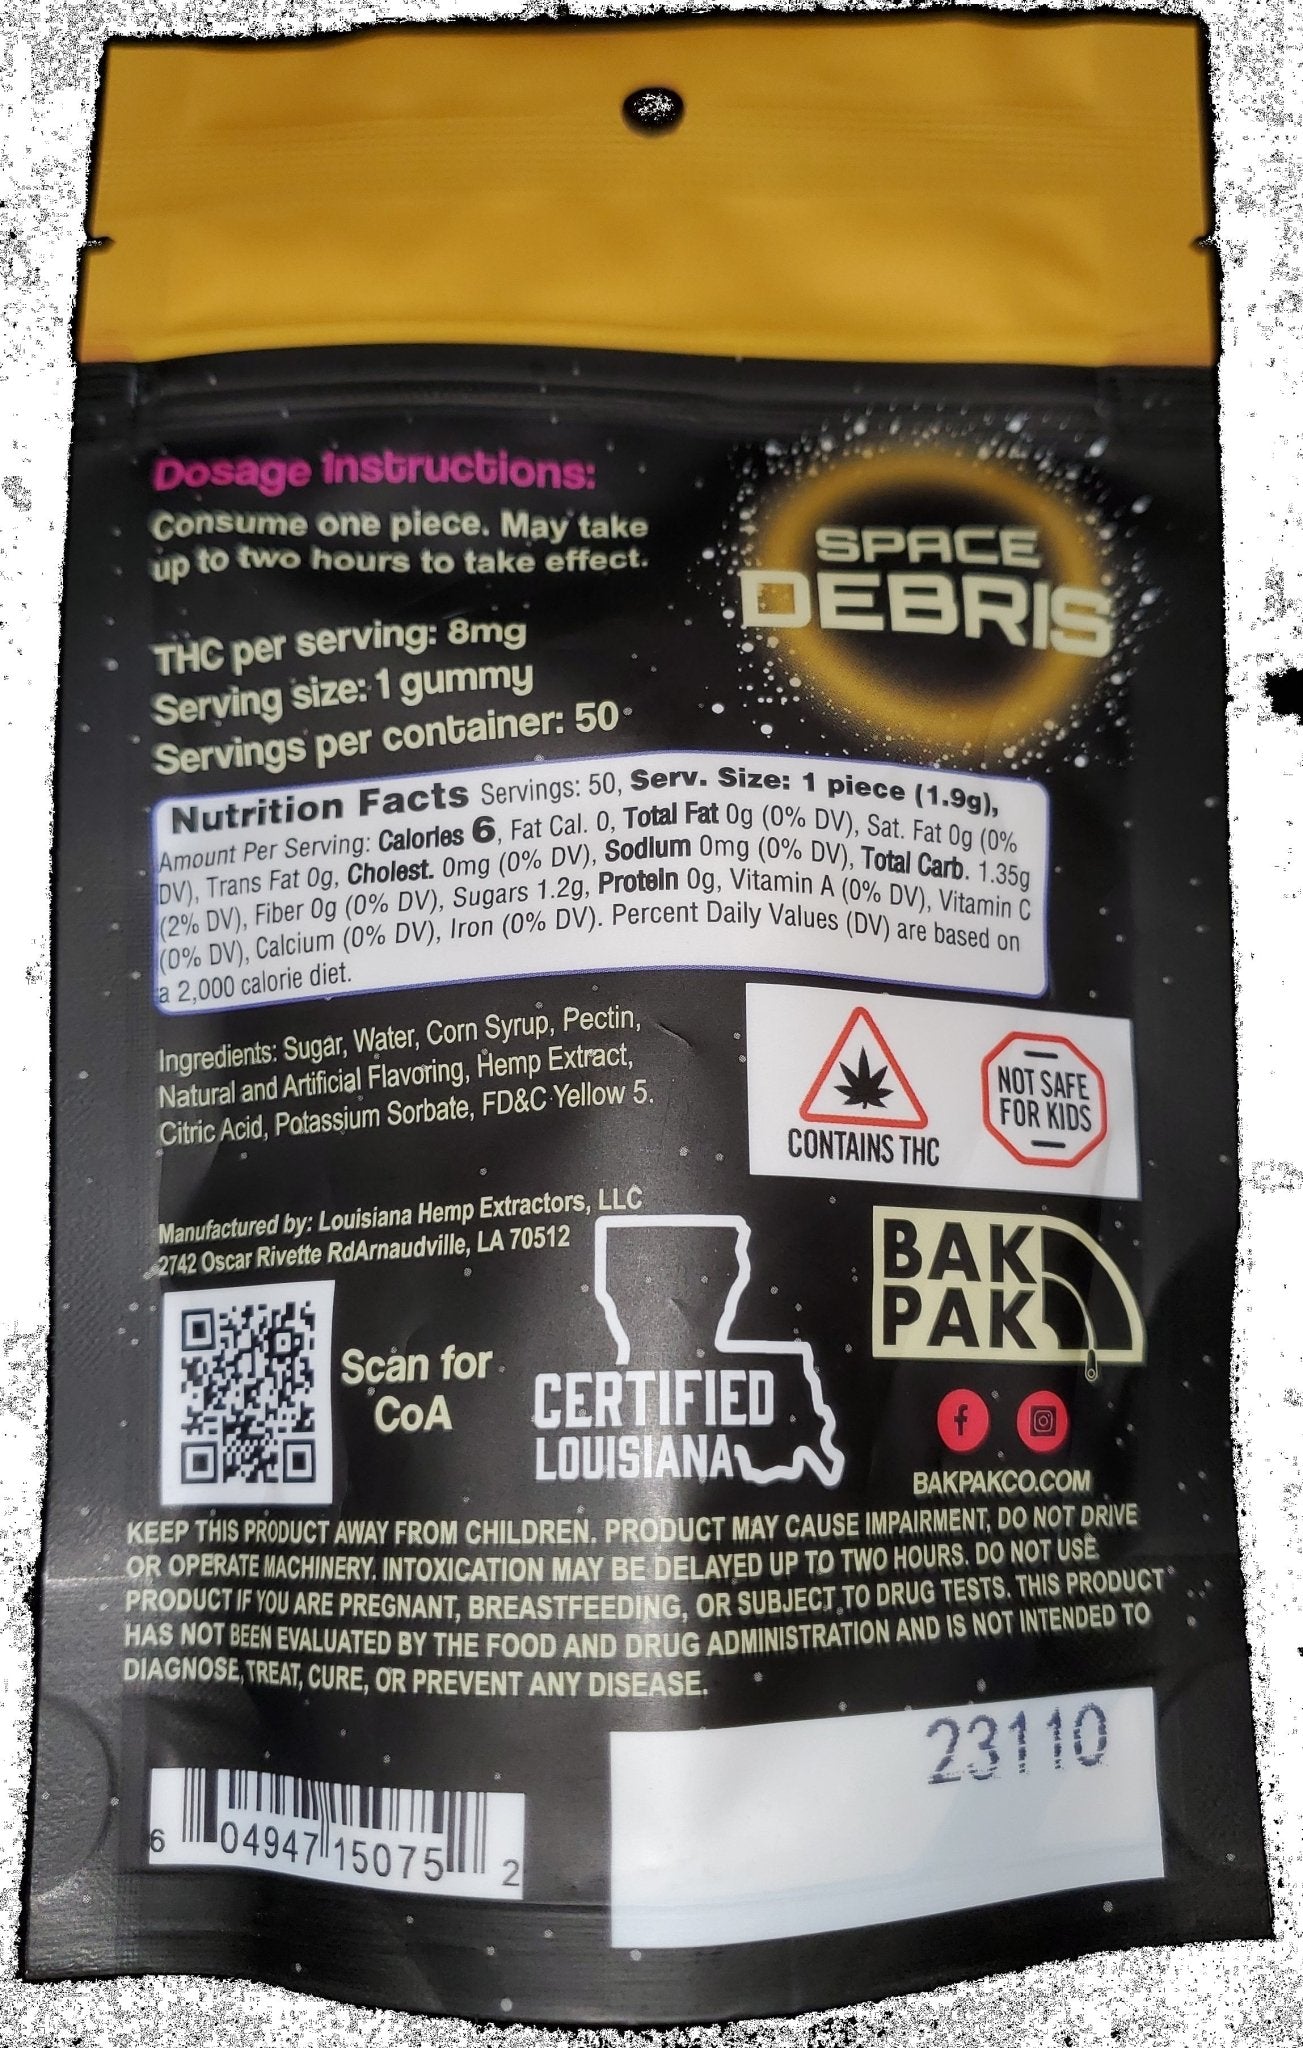 Dosage instructions:
Consume one piece. May take
up to two hours to take effect.
THC per serving: 8mg
Serving size: 1 gummy
Servings per container: 50
SPACE
DEBRIS
Nutrition Facts Servings: 50, Serv. Size: 1 piece (1.9g),
Amount Per Serving: Calories 6, Fat Cal. 0, Total Fat 0g (0% DV), Sat. Fat 0g (0%
DV), Trans Fat 0g, Cholest. 0mg (0% DV), Sodium 0mg (0% DV), Total Carb. 1.35g
(2% DV), Fiber 0g (0% DV), Sugars 1.2g, Protein 0g, Vitamin A (0% DV), Vitamin C
(0% DV), Calcium (0% DV), Iron (0% DV). Percent Daily Values (DV) are based on
a 2,000 calorie diet.
Ingredients: Sugar, Water, Corn Syrup, Pectin,
Natural and Artificial Flavoring, Hemp Extract,
Citric Acid, Potassium Sorbate, FD&C Yellow 5.
CONTAINS THC
NOT SAFE
FOR KIDS
Manufactured by: Louisiana Hemp Extractors, LLC
2742 Oscar Rivette RdArnaudville, LA 70512
Scan for
CoA
CERTIFIED
LOUISIANA
BAK
PAK
BAKPAKCO.COM
KEEP THIS PRODUCT AWAY FROM CHILDREN. PRODUCT MAY CAUSE IMPAIRMENT, DO NOT DRIVE
OR OPERATE MACHINERY. INTOXICATION MAY BE DELAYED UP TO TWO HOURS. DO NOT USE
PRODUCT IF YOU ARE PREGNANT, BREASTFEEDING, OR SUBJECT TO DRUG TESTS. THIS PRODUCT
HAS NOT BEEN EVALUATED BY THE FOOD AND DRUG ADMINISTRATION AND IS NOT INTENDED TO
DIAGNOSE, TREAT, CURE, OR PREVENT ANY DISEASE.
23110
6 04947 15075 2